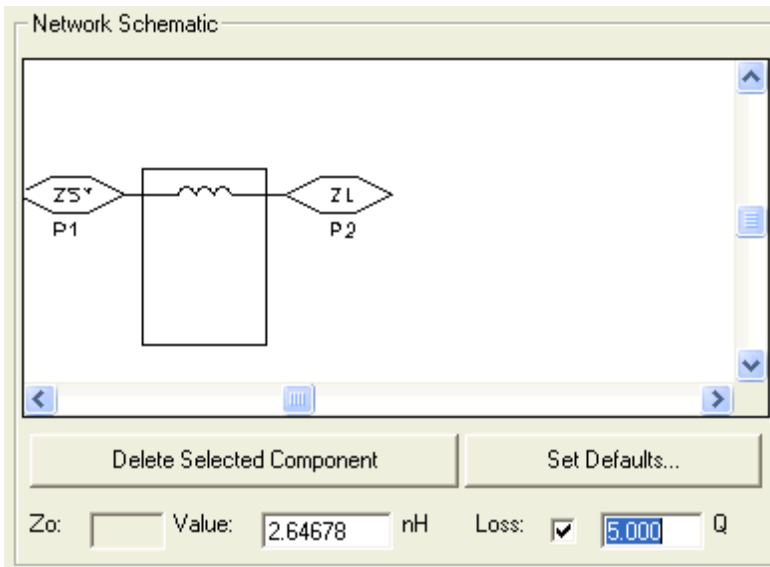 Network Schematic
ZS* ZL
P1 P2
Delete Selected Component Set Defaults...
Zo: Value: 2.64678 nH Loss: 5.000 Q